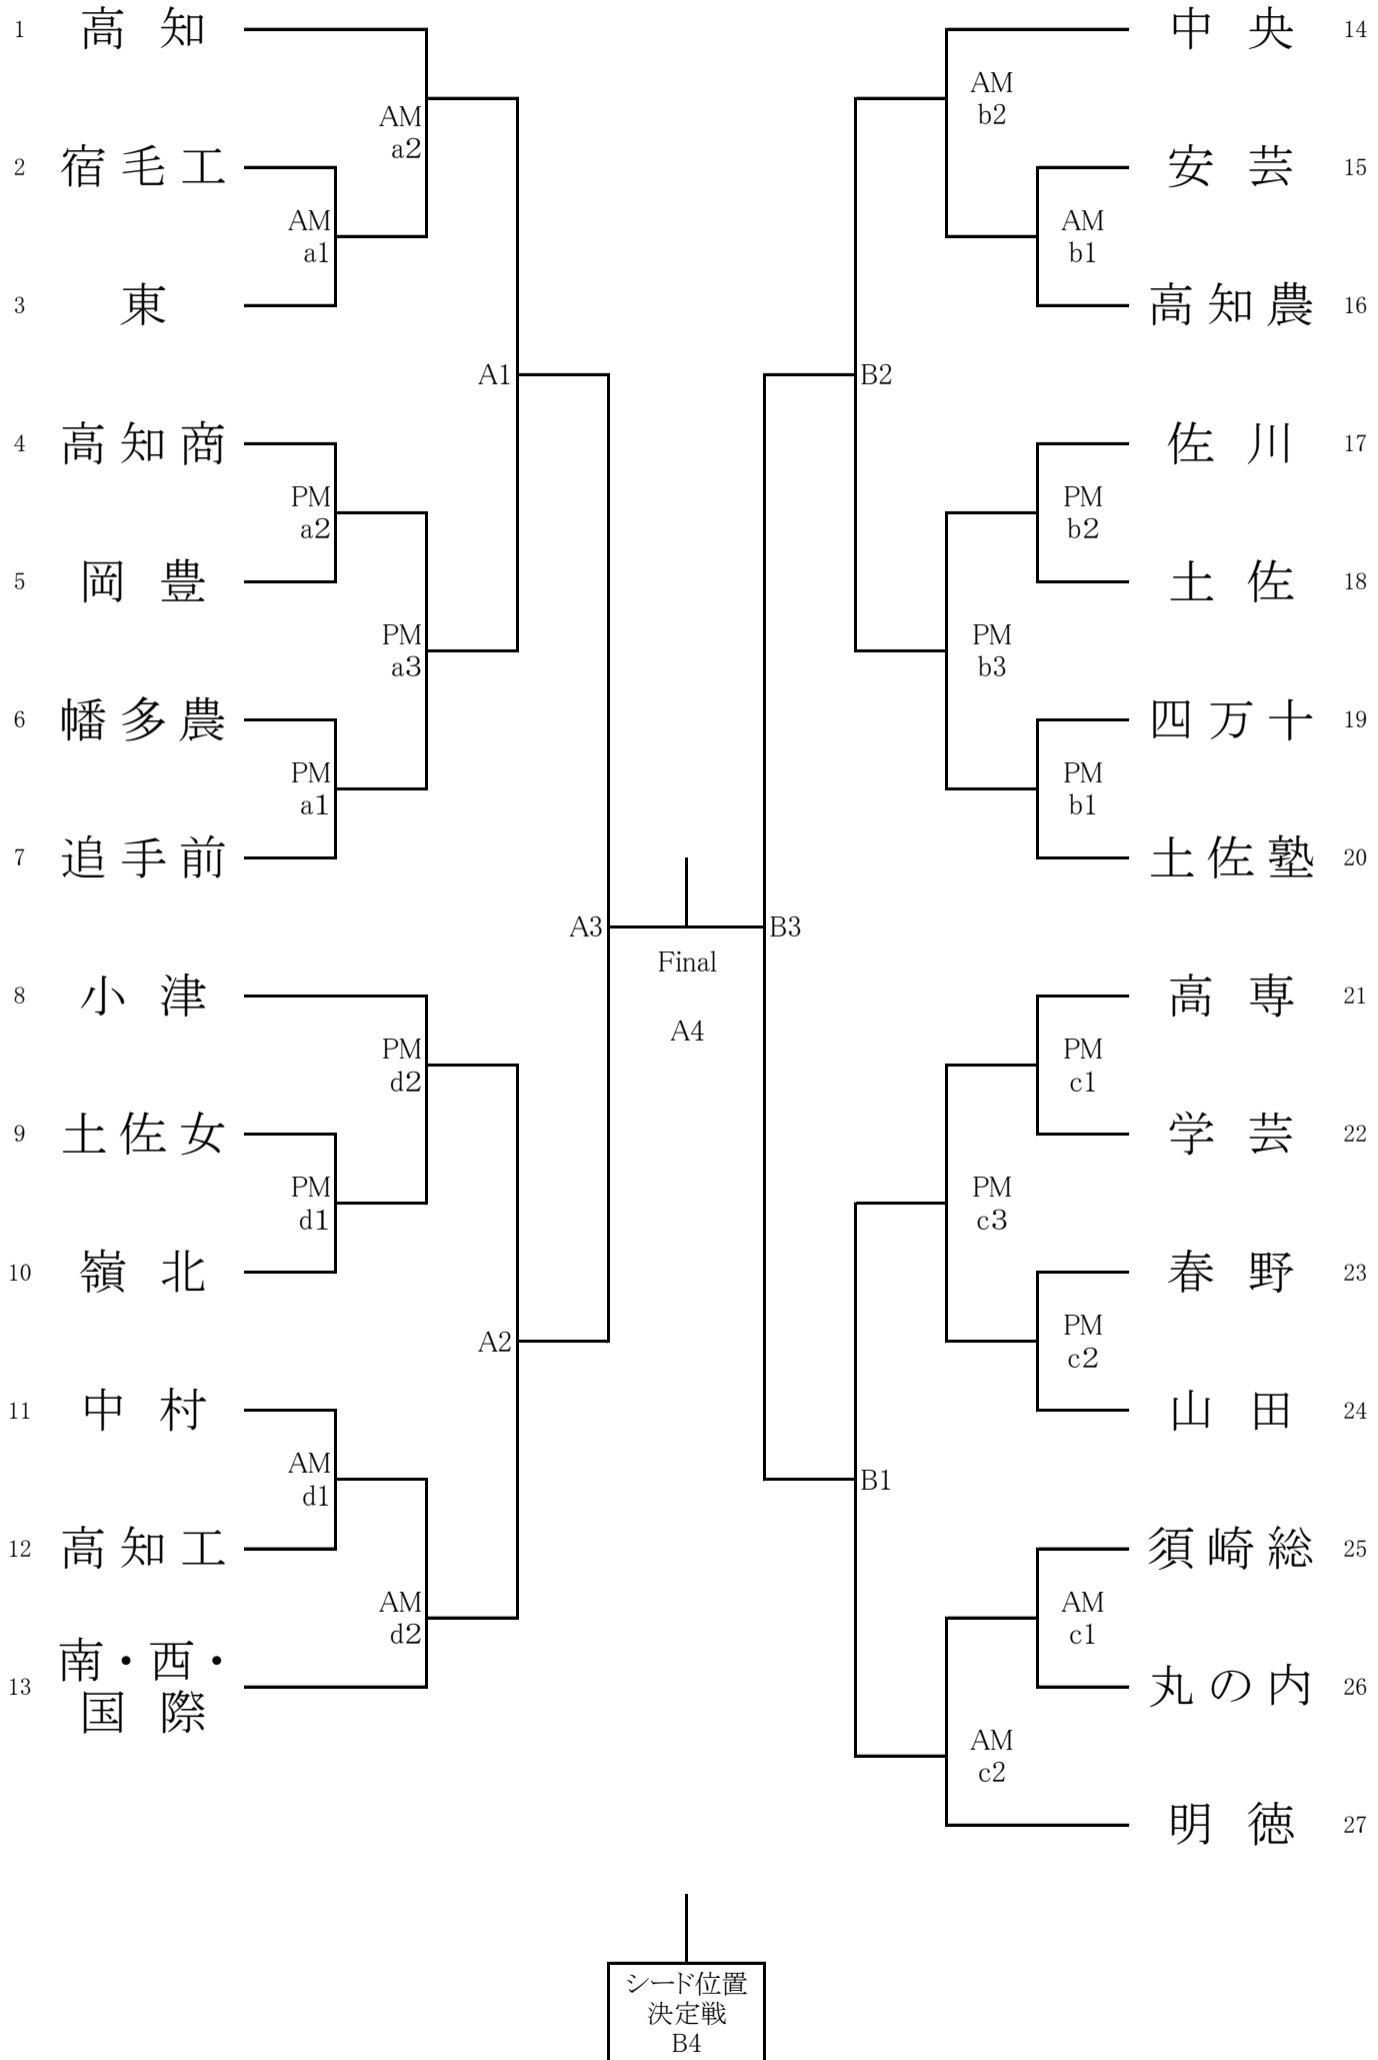 1 高知
AM
a2
2 宿毛工
AM
a1
3 東
A1
4 高知商
PM
a2
5 岡豊
PM
a3
6 幡多農
PM
a1
7 追手前
A3
8 小津
PM
d2
9 土佐女
PM
d1
10 嶺北
A2
11 中村
AM
d1
12 高知工
AM
d2
13 南・西・
国際
Final
A4
中央 14
AM
b2
安芸 15
AM
b1
高知農 16
B2
佐川 17
PM
b2
土佐 18
PM
b3
四万十 19
PM
b1
土佐塾 20
B3
高専 21
PM
c1
学芸 22
PM
c3
春野 23
PM
c2
山田 24
B1
須崎総 25
AM
c1
丸の内 26
AM
c2
明徳 27
シード位置
決定戦
B4